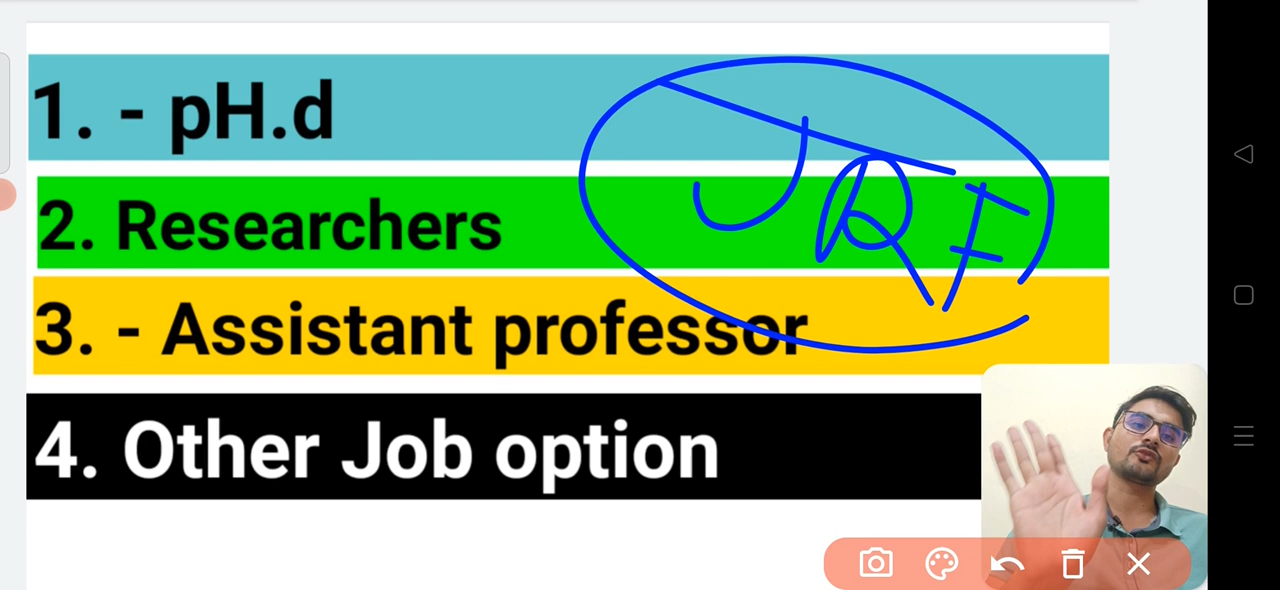 1. - pH.d
2. Researchers
3. - Assistant professor
4. Other Job option
JRF